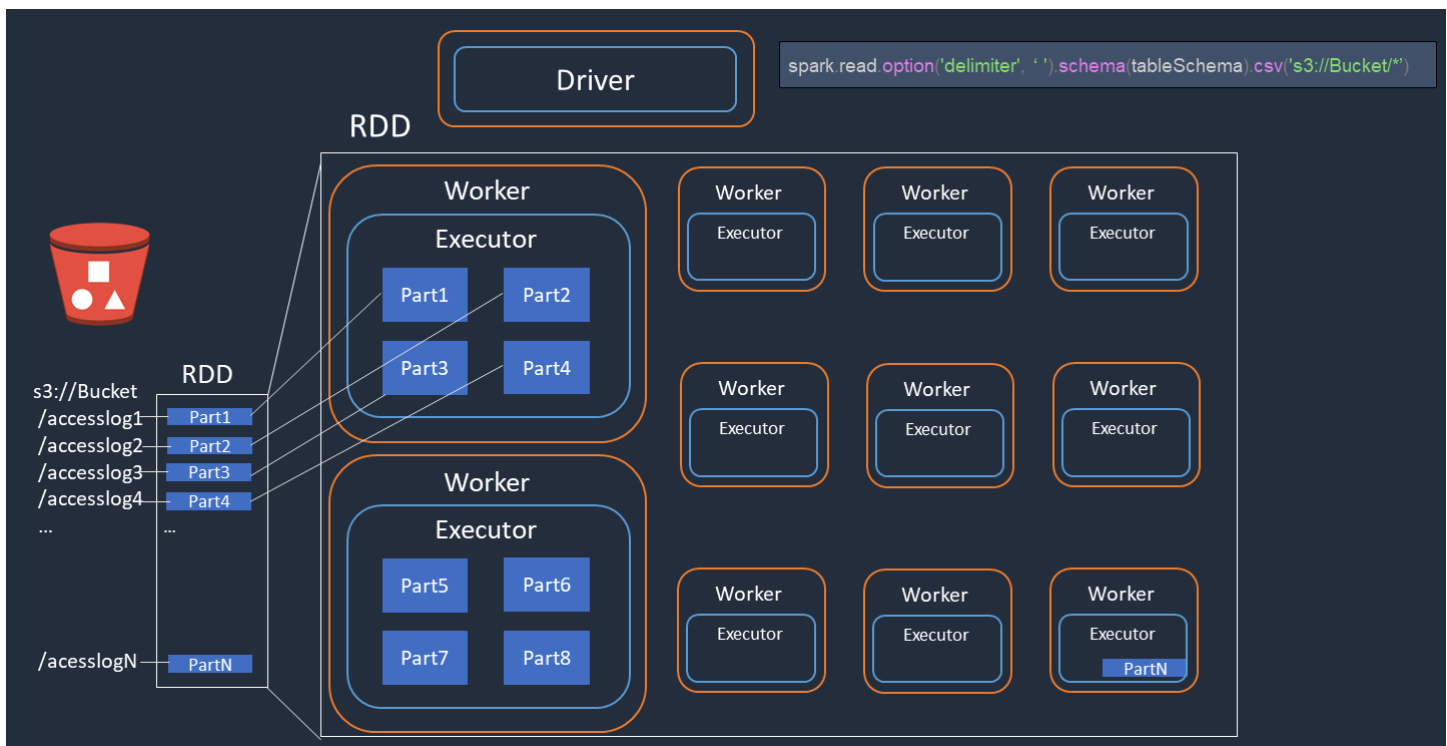 Driver
spark.read.option('delimiter', ‘ ’).schema(tableSchema).csv('s3://Bucket/*’)
RDD
Worker
Executor
Part1
Part2
Part3
Part4
Worker
Executor
Worker
Executor
Worker
Executor
s3://Bucket
RDD
/accesslog1
Part1
/accesslog2
Part2
/accesslog3
Part3
/accesslog4
Part4
...
...
/acesslogN
PartN
Worker
Executor
Worker
Executor
Worker
Executor
Worker
Executor
Part5
Part6
Part7
Part8
Worker
Executor
Worker
Executor
Worker
Executor
PartN